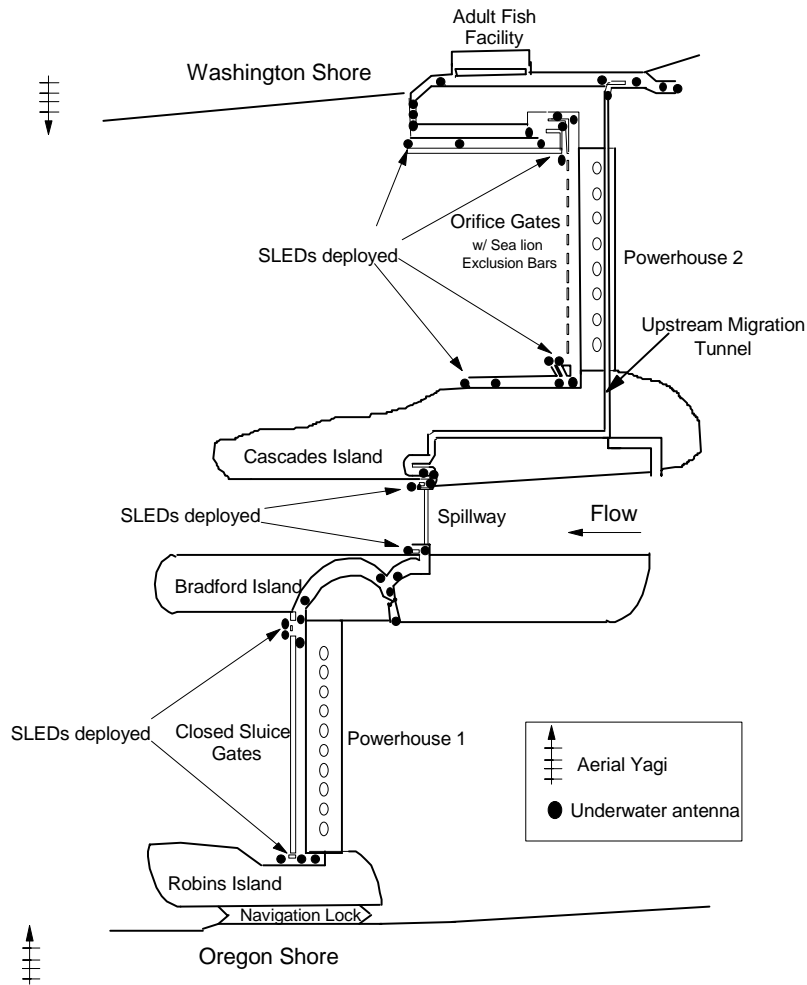 Adult Fish
Facility
Washington Shore
Orifice Gates
w/ Sea lion
Exclusion Bars
SLEDs deployed
Powerhouse 2
Upstream Migration
Tunnel
Cascades Island
SLEDs deployed
Spillway
Flow
Bradford Island
SLEDs deployed
Closed Sluice
Gates
Powerhouse 1
Aerial Yagi
Underwater antenna
Robins Island
Navigation Lock
Oregon Shore